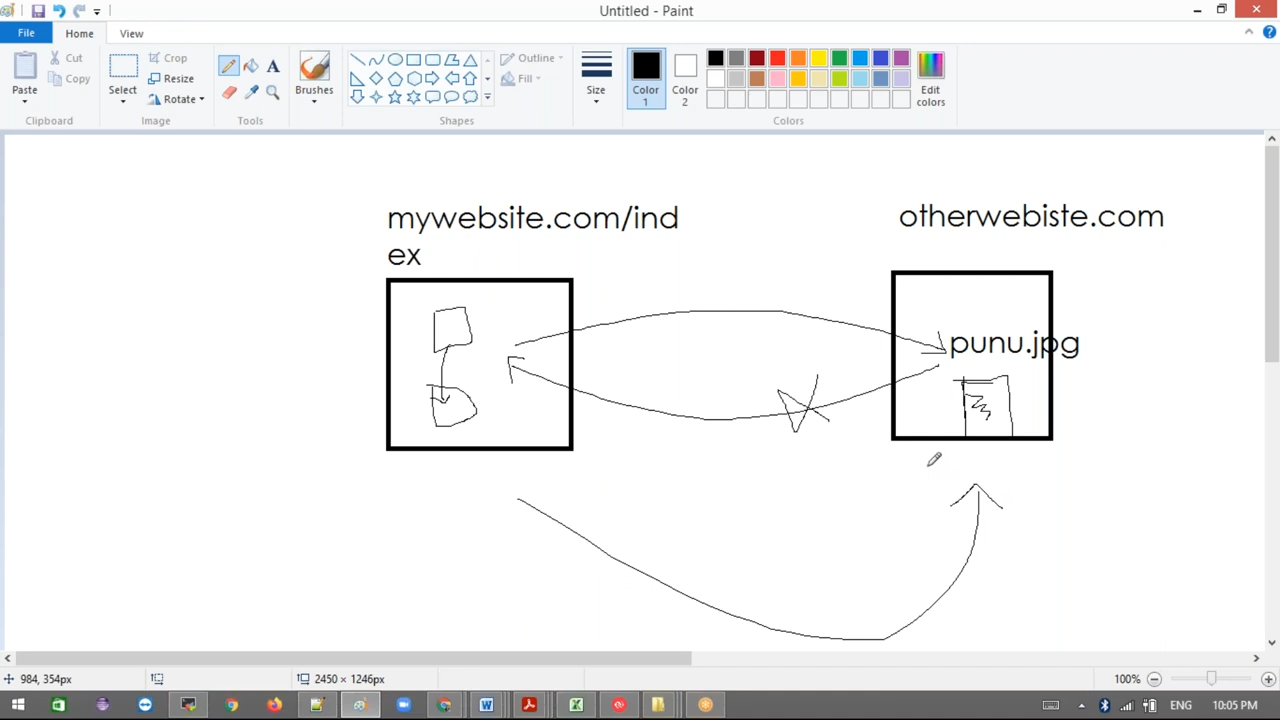 Untitled - Paint
File
Home
View
Paste
Cut
Copy
Clipboard
Select
Crop
Resize
Rotate
Image
A
Tools
Brushes
Outline
Fill
Shapes
Size
Color 1
Color 2
Edit colors
Colors
mywebsite.com/ind
ex
otherwebiste.com
punu.jpg
984, 354px
2450 × 1246px
100%
ENG
10:05 PM